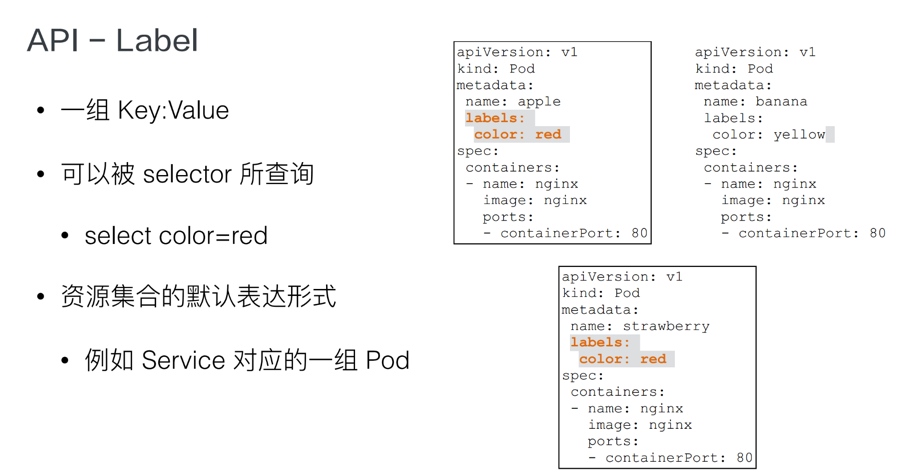 API – Label
• 一组 Key:Value
• 可以被 selector 所查询
• select color=red
• 资源集合的默认表达形式
• 例如 Service 对应的一组 Pod
apiVersion: v1
kind: Pod
metadata:
 name: apple
 labels:
  color: red
spec:
 containers:
 - name: nginx
   image: nginx
   ports:
   - containerPort: 80
apiVersion: v1
kind: Pod
metadata:
 name: banana
 labels:
  color: yellow
spec:
 containers:
 - name: nginx
   image: nginx
   ports:
   - containerPort: 80
apiVersion: v1
kind: Pod
metadata:
 name: strawberry
 labels:
  color: red
spec:
 containers:
 - name: nginx
   image: nginx
   ports:
   - containerPort: 80